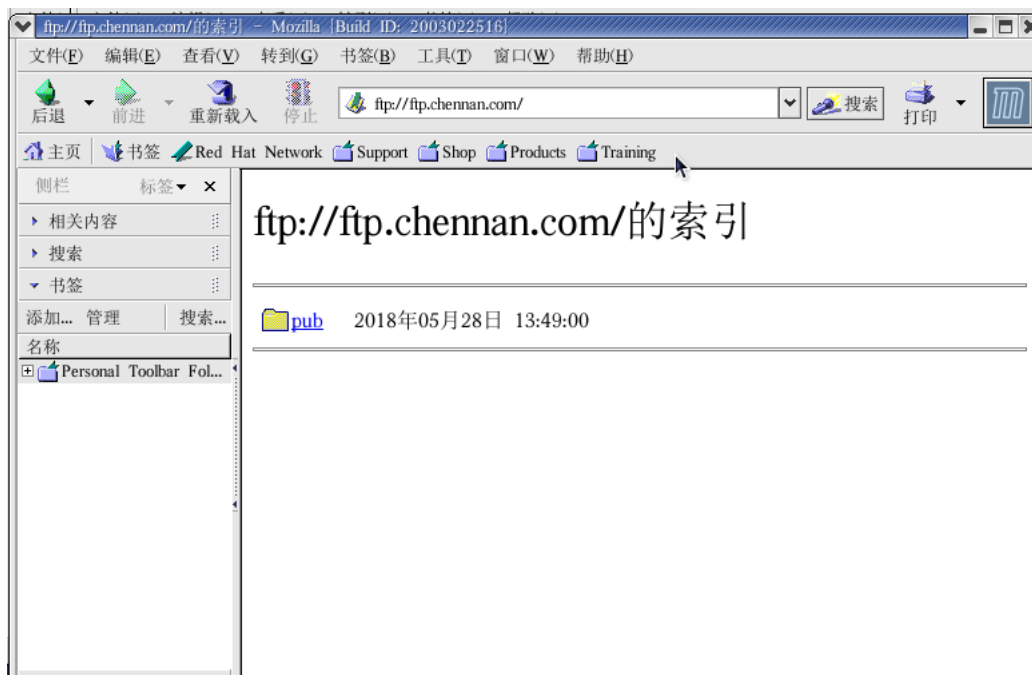 ftp://ftp.chennan.com/的索引 - Mozilla {Build ID: 2003022516}
文件(F) 编辑(E) 查看(V) 转到(G) 书签(B) 工具(T) 窗口(W) 帮助(H)
后退 前进 重新载入 停止 ftp://ftp.chennan.com/ 搜索 打印
主页 书签 Red Hat Network Support Shop Products Training
侧栏 标签
相关内容
搜索
书签
添加... 管理 搜索...
名称
Personal Toolbar Fol...
ftp://ftp.chennan.com/的索引
pub 2018年05月28日 13:49:00